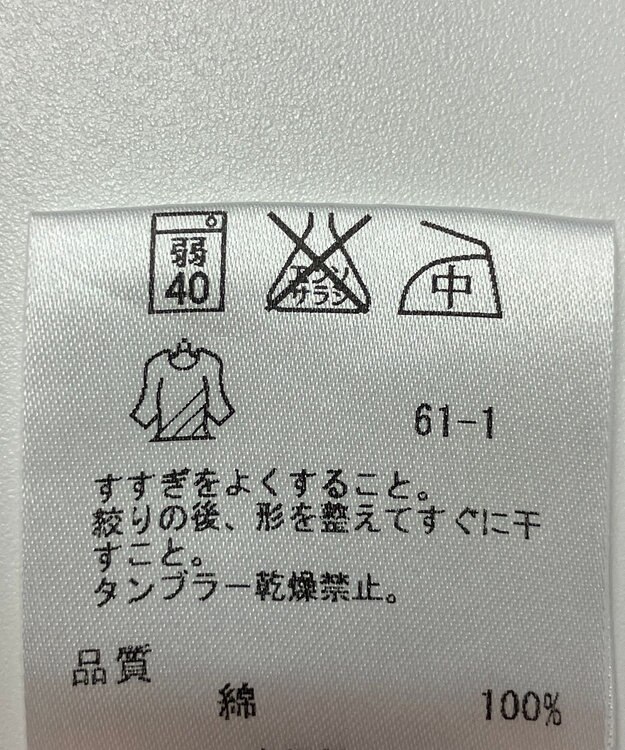 弱
40
エンソ
サラシ
中
61-1
すすぎをよくすること。
絞りの後、形を整えてすぐに干
すこと。
タンブラー乾燥禁止。
品質
綿 100%